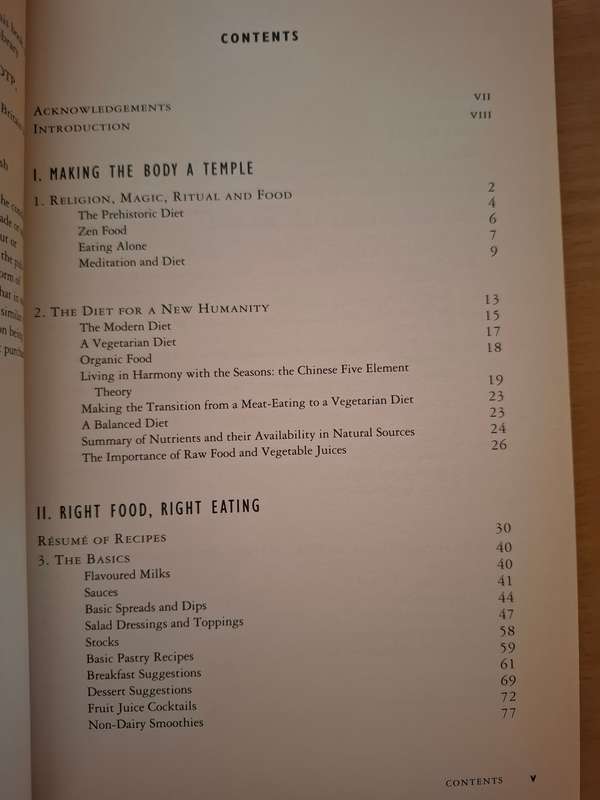 CONTENTS
ACKNOWLEDGEMENTS VII
INTRODUCTION VIII
I. MAKING THE BODY A TEMPLE
1. RELIGION, MAGIC, RITUAL AND FOOD 2
The Prehistoric Diet 4
Zen Food 6
Eating Alone 7
Meditation and Diet 9
2. THE DIET FOR A NEW HUMANITY 13
The Modern Diet 15
A Vegetarian Diet 17
Organic Food 18
Living in Harmony with the Seasons: the Chinese Five Element
Theory 19
Making the Transition from a Meat-Eating to a Vegetarian Diet 23
A Balanced Diet 23
Summary of Nutrients and their Availability in Natural Sources 24
The Importance of Raw Food and Vegetable Juices 26
II. RIGHT FOOD, RIGHT EATING
RÉSUMÉ OF RECIPES 30
3. THE BASICS 40
Flavoured Milks 40
Sauces 41
Basic Spreads and Dips 44
Salad Dressings and Toppings 47
Stocks 58
Basic Pastry Recipes 59
Breakfast Suggestions 61
Dessert Suggestions 69
Fruit Juice Cocktails 72
Non-Dairy Smoothies 77
CONTENTS v